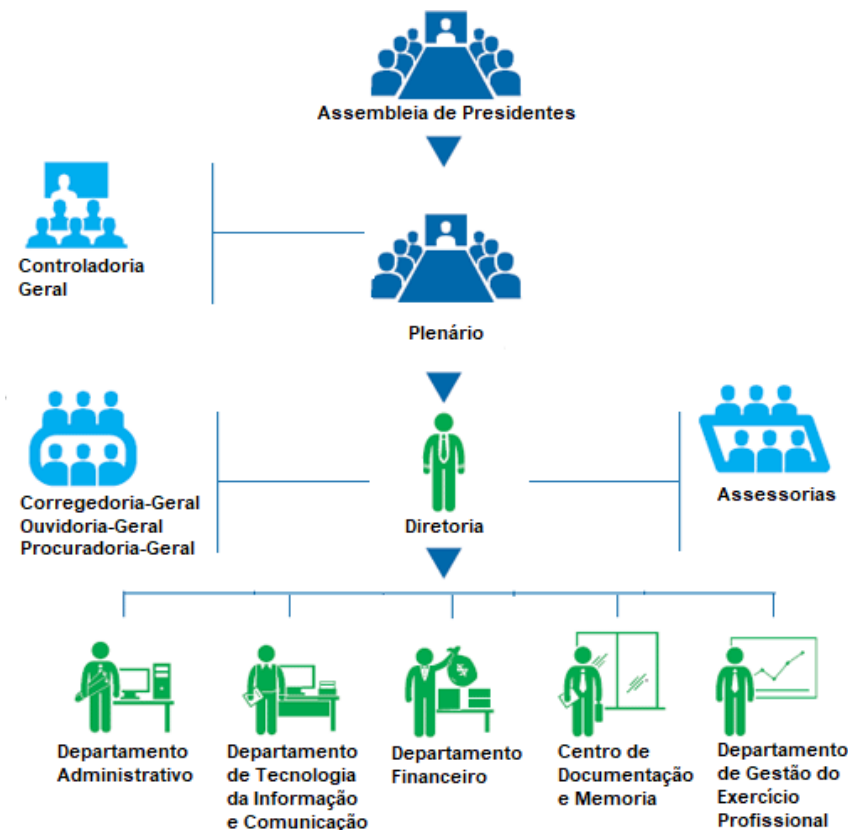 Assembleia de Presidentes
Controladoria
Geral
Plenário
Corregedoria-Geral
Ouvidoria-Geral
Procuradoria-Geral
Diretoria
Assessorias
Departamento
Administrativo
Departamento
de Tecnologia
da Informação
e Comunicação
Departamento
Financeiro
Centro de
Documentação
e Memoria
Departamento
de Gestão do
Exercício
Profissional